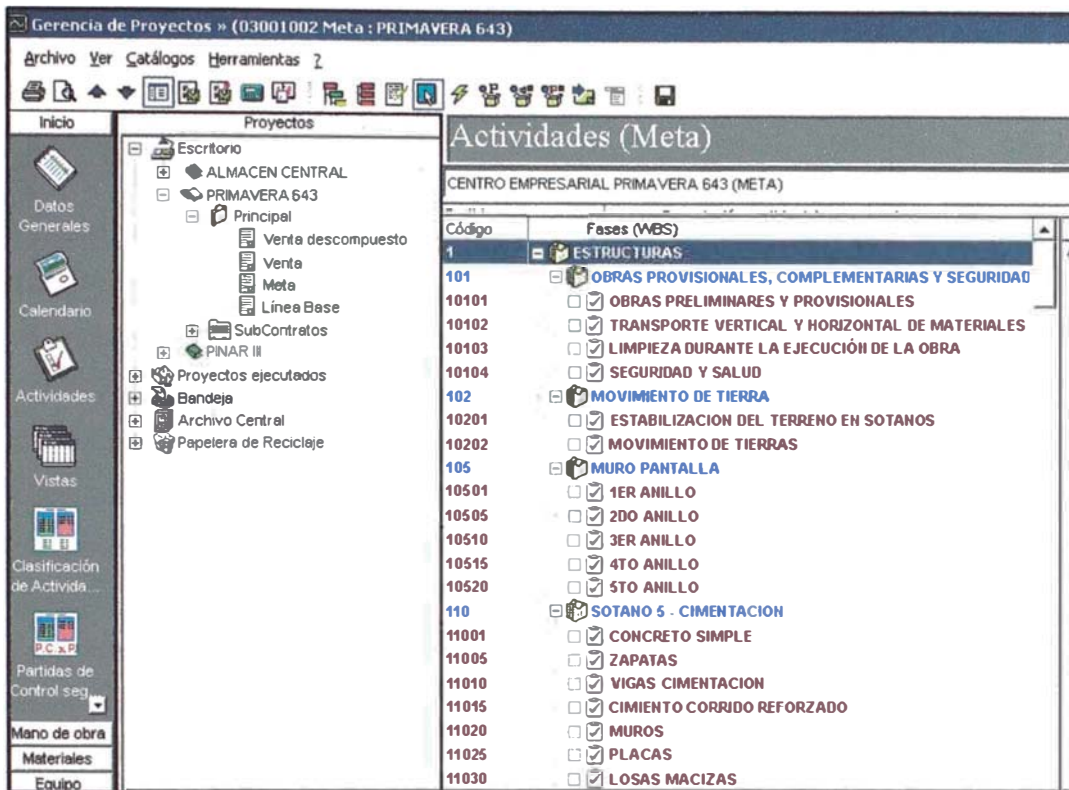 Gerencia de Proyectos » (03001002 Meta : PRIMAVERA 643)
Archivo Ver Catálogos Herramientas ?
Inicio
Datos
Generales
Calendario
Actividades
Vistas
Clasificación
de Activida...
P.C. x P.
Partidas de
Control seg...
Mano de obra
Materiales
Equipo
Proyectos
Escritorio
ALMACEN CENTRAL
PRIMAVERA 643
Principal
Venta descompuesto
Venta
Meta
Línea Base
SubContratos
PINAR III
Proyectos ejecutados
Bandeja
Archivo Central
Papelera de Reciclaje
Actividades (Meta)
CENTRO EMPRESARIAL PRIMAVERA 643 (META)
Código Fases (WBS)
1 ESTRUCTURAS
101 OBRAS PROVISIONALES, COMPLEMENTARIAS Y SEGURIDAD
10101 OBRAS PRELIMINARES Y PROVISIONALES
10102 TRANSPORTE VERTICAL Y HORIZONTAL DE MATERIALES
10103 LIMPIEZA DURANTE LA EJECUCIÓN DE LA OBRA
10104 SEGURIDAD Y SALUD
102 MOVIMIENTO DE TIERRA
10201 ESTABILIZACION DEL TERRENO EN SOTANOS
10202 MOVIMIENTO DE TIERRAS
105 MURO PANTALLA
10501 1ER ANILLO
10505 2DO ANILLO
10510 3ER ANILLO
10515 4TO ANILLO
10520 5TO ANILLO
110 SOTANO 5 - CIMENTACION
11001 CONCRETO SIMPLE
11005 ZAPATAS
11010 VIGAS CIMENTACION
11015 CIMIENTO CORRIDO REFORZADO
11020 MUROS
11025 PLACAS
11030 LOSAS MACIZAS